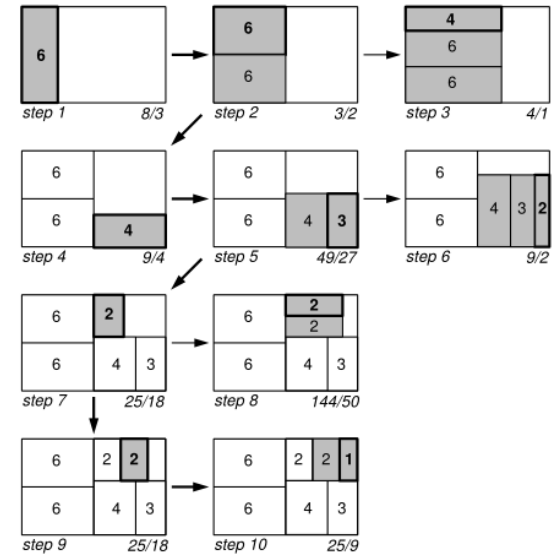 6
step 1 8/3
6
6
step 2 3/2
4
6
6
step 3 4/1
6
6
4
step 4 9/4
6
6
4 3
step 5 49/27
6
6
4 3 2
step 6 9/2
6 2
6 4 3
step 7 25/18
6 2
2
6 4 3
step 8 144/50
6 2 2
6 4 3
step 9 25/18
6 2 2 1
6 4 3
step 10 25/9